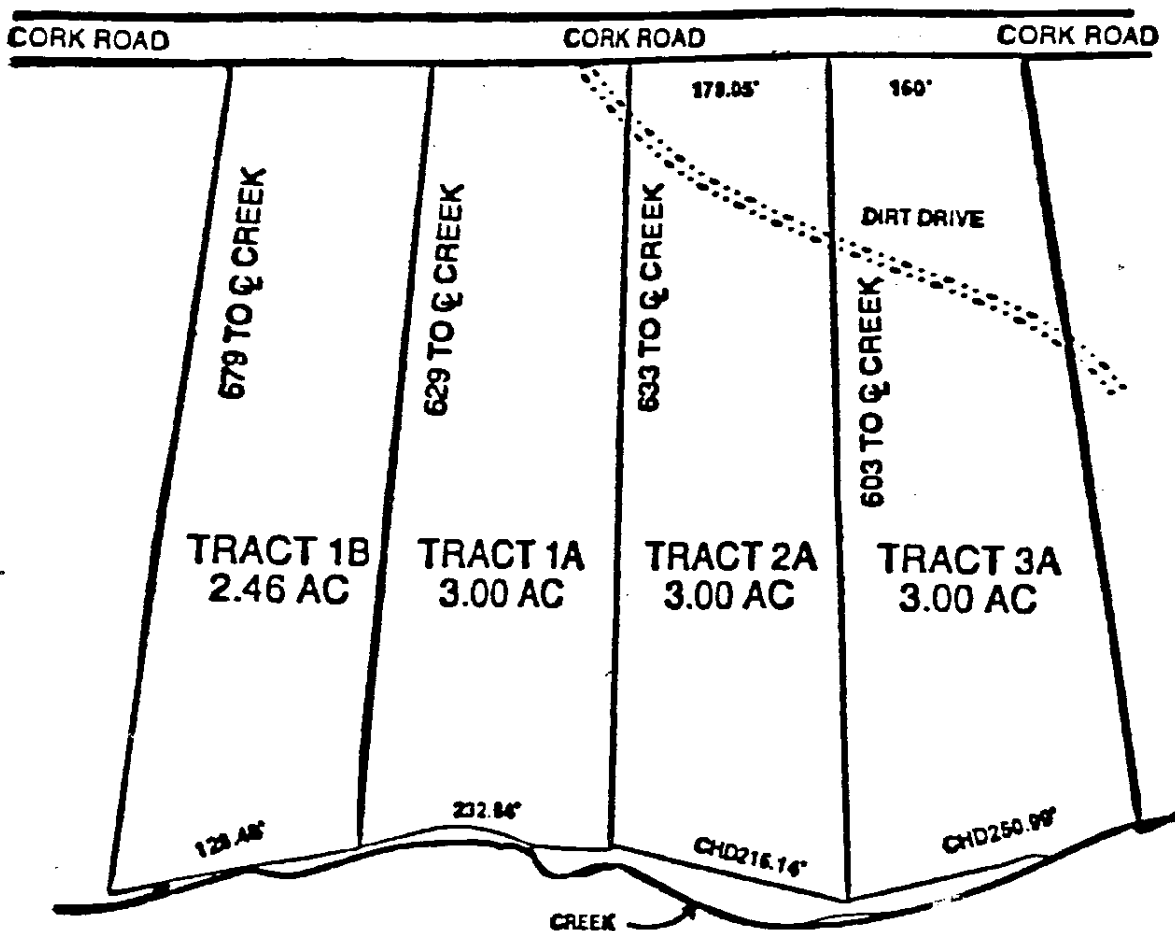 CORK ROAD
CORK ROAD
CORK ROAD
178.05'
160'
679 TO ℄ CREEK
629 TO ℄ CREEK
633 TO ℄ CREEK
603 TO ℄ CREEK
DIRT DRIVE
TRACT 1B
2.46 AC
TRACT 1A
3.00 AC
TRACT 2A
3.00 AC
TRACT 3A
3.00 AC
232.84'
CHD216.14'
CHD250.99'
CREEK